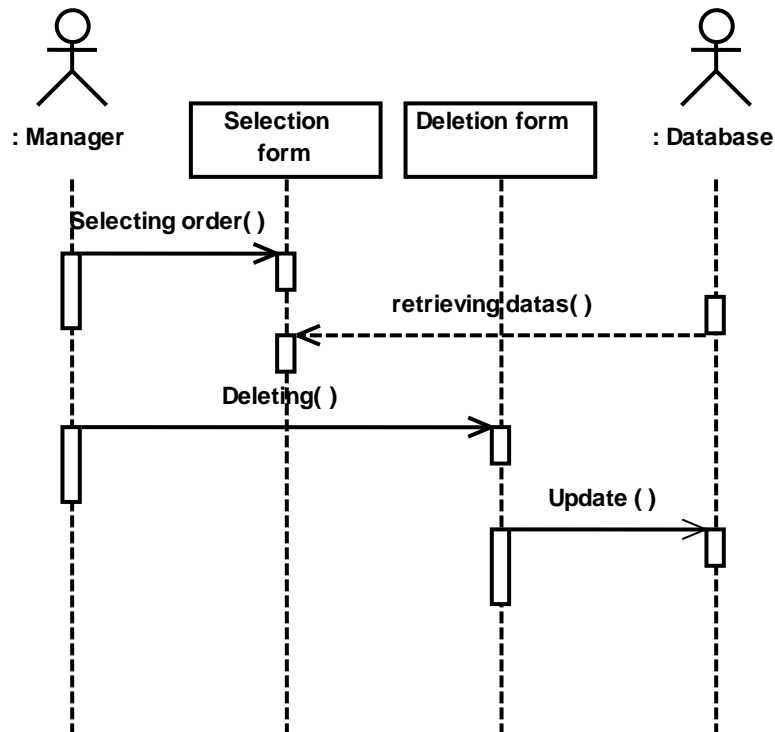 : Manager
Selection
form
Deletion form
: Database
Selecting order( )
retrieving datas( )
Deleting( )
Update ( )